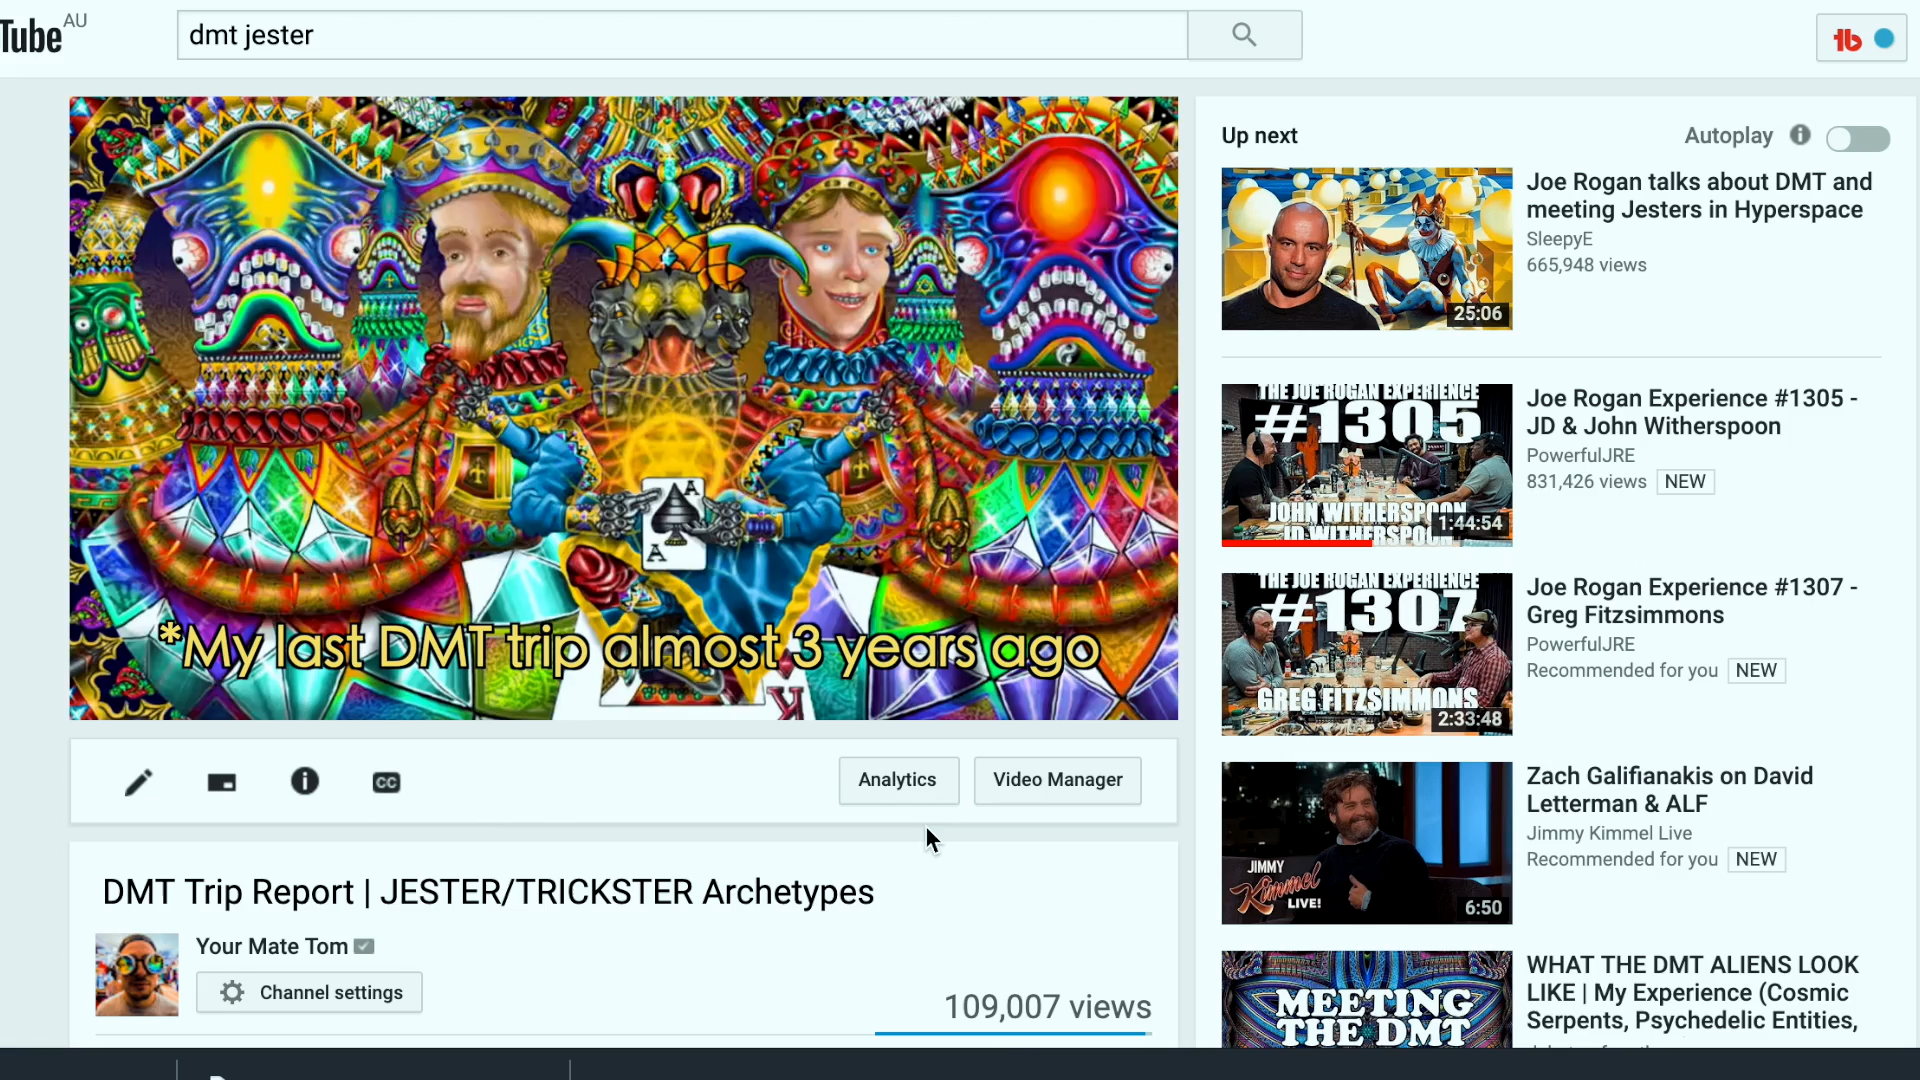 Tube AU
dmt jester
*My last DMT trip almost 3 years ago
A
A
K
CC
Analytics
Video Manager
DMT Trip Report | JESTER/TRICKSTER Archetypes
Your Mate Tom
Channel settings
109,007 views
Up next
Autoplay
25:06
Joe Rogan talks about DMT and
meeting Jesters in Hyperspace
SleepyE
665,948 views
THE JOE ROGAN EXPERIENCE
#1305
JOHN WITHERSPOON
JD WITHERSPOON
1:44:54
Joe Rogan Experience #1305 -
JD & John Witherspoon
PowerfulJRE
831,426 views NEW
THE JOE ROGAN EXPERIENCE
#1307
GREG FITZSIMMONS
2:33:48
Joe Rogan Experience #1307 -
Greg Fitzsimmons
PowerfulJRE
Recommended for you NEW
JIMMY
Kimmel
LIVE!
6:50
Zach Galifianakis on David
Letterman & ALF
Jimmy Kimmel Live
Recommended for you NEW
MEETING
THE DMT
WHAT THE DMT ALIENS LOOK
LIKE | My Experience (Cosmic
Serpents, Psychedelic Entities,